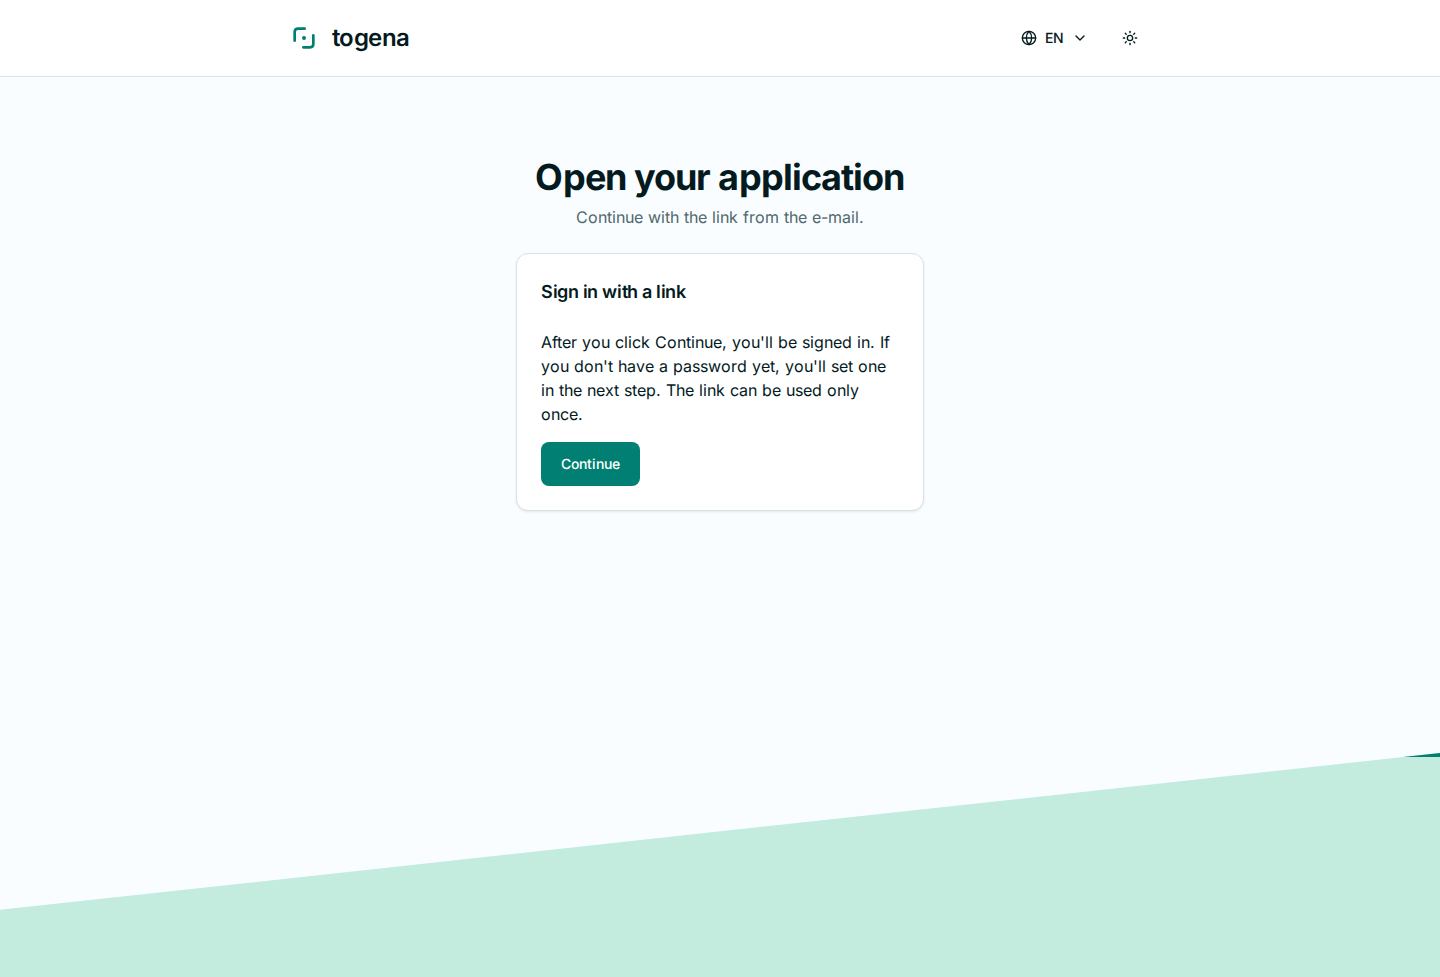 togena
EN
Open your application
Continue with the link from the e-mail.
Sign in with a link
After you click Continue, you'll be signed in. If
you don't have a password yet, you'll set one
in the next step. The link can be used only
once.
Continue